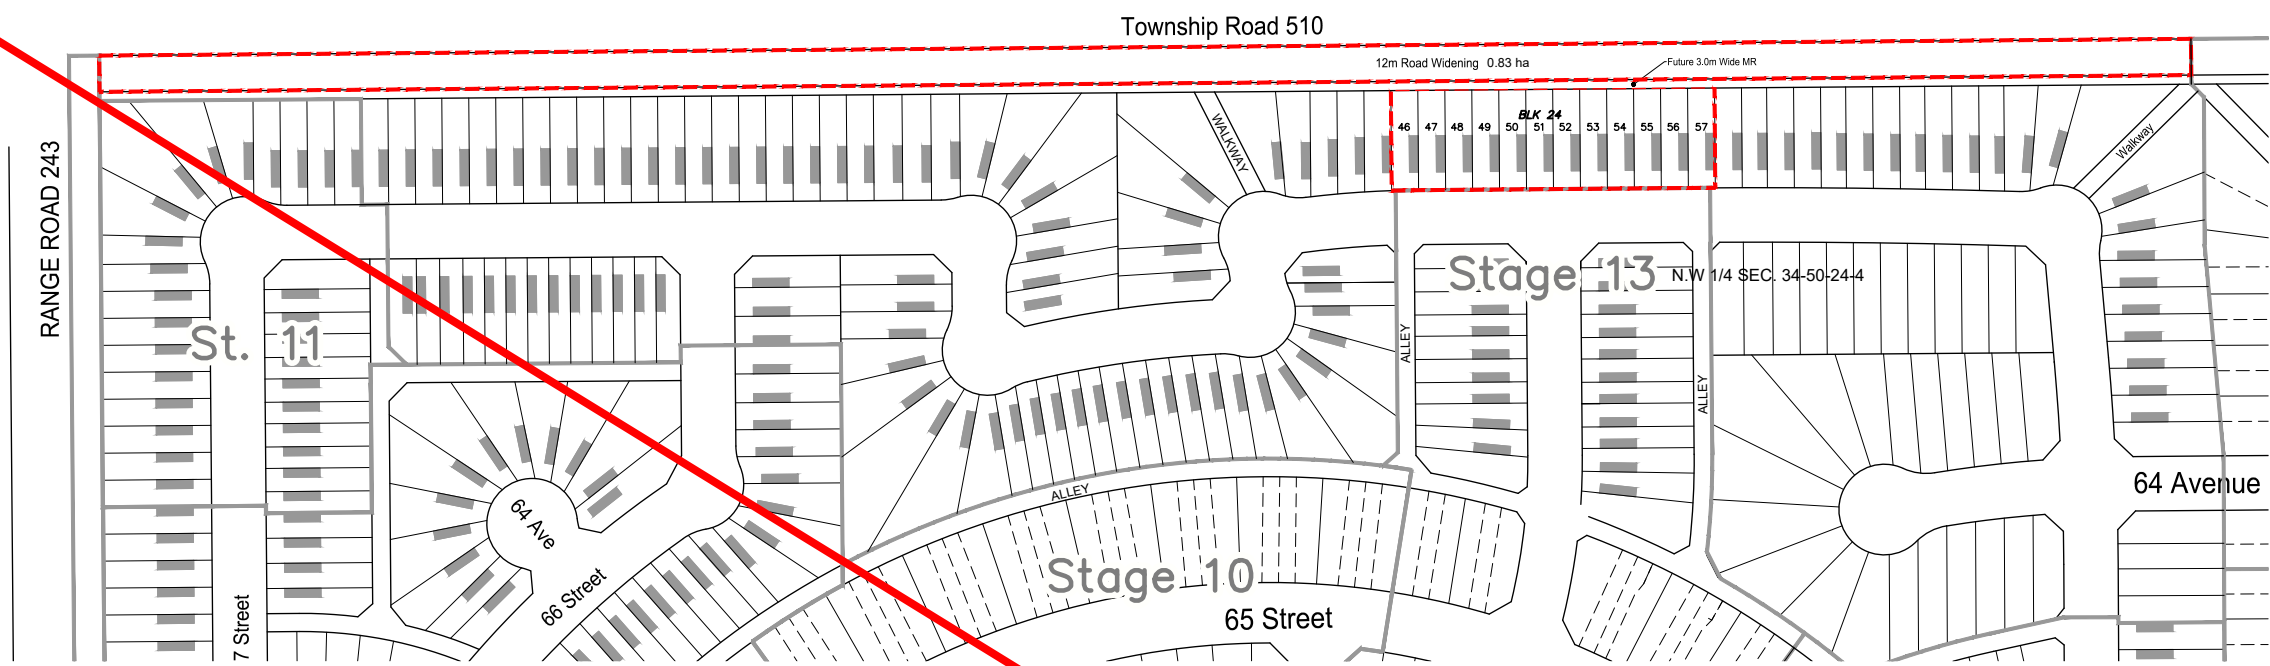 Township Road 510
12m Road Widening 0.83 ha
Future 3.0m Wide MR
BLK 24
46 47 48 49 50 51 52 53 54 55 56 57
WALKWAY
Walkway
RANGE ROAD 243
Stage 13
N.W 1/4 SEC. 34-50-24-4
St. 11
ALLEY
ALLEY
64 Avenue
ALLEY
64 Ave
Stage 10
66 Street
65 Street
7 Street